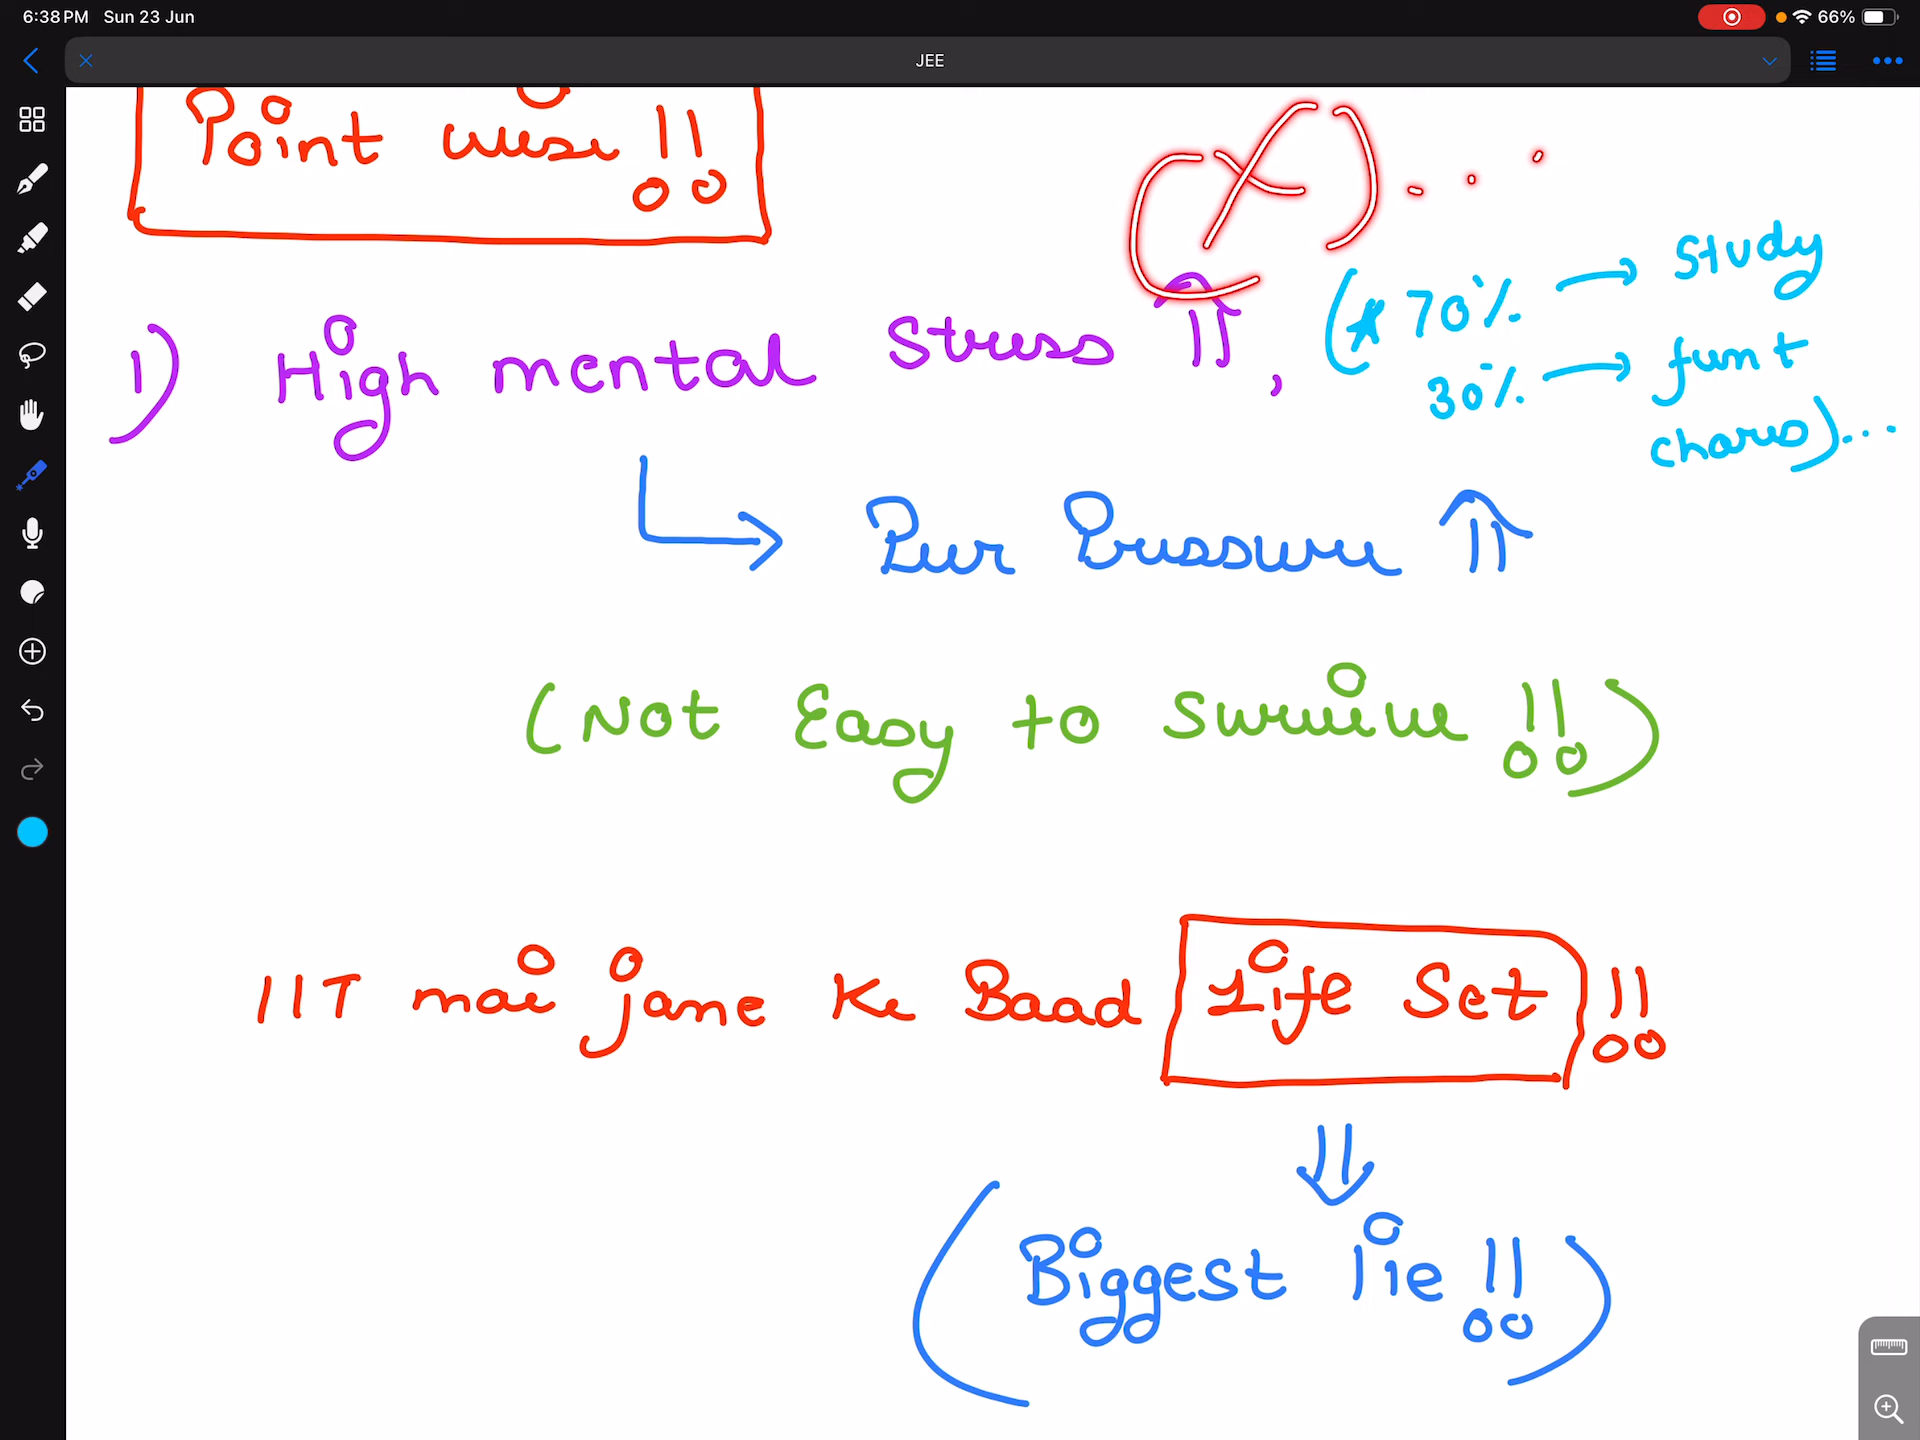 6:38 PM Sun 23 Jun 66%
JEE
Point wise !!
(X)...
1) High mental stress ⇑, (* 70% → study
30% → fun +
chaos)...
↳ Peer Pressure ⇑
(Not Easy to survive !!)
IIT mai jane ke Baad Life Set !!
⇓
(Biggest lie !!)